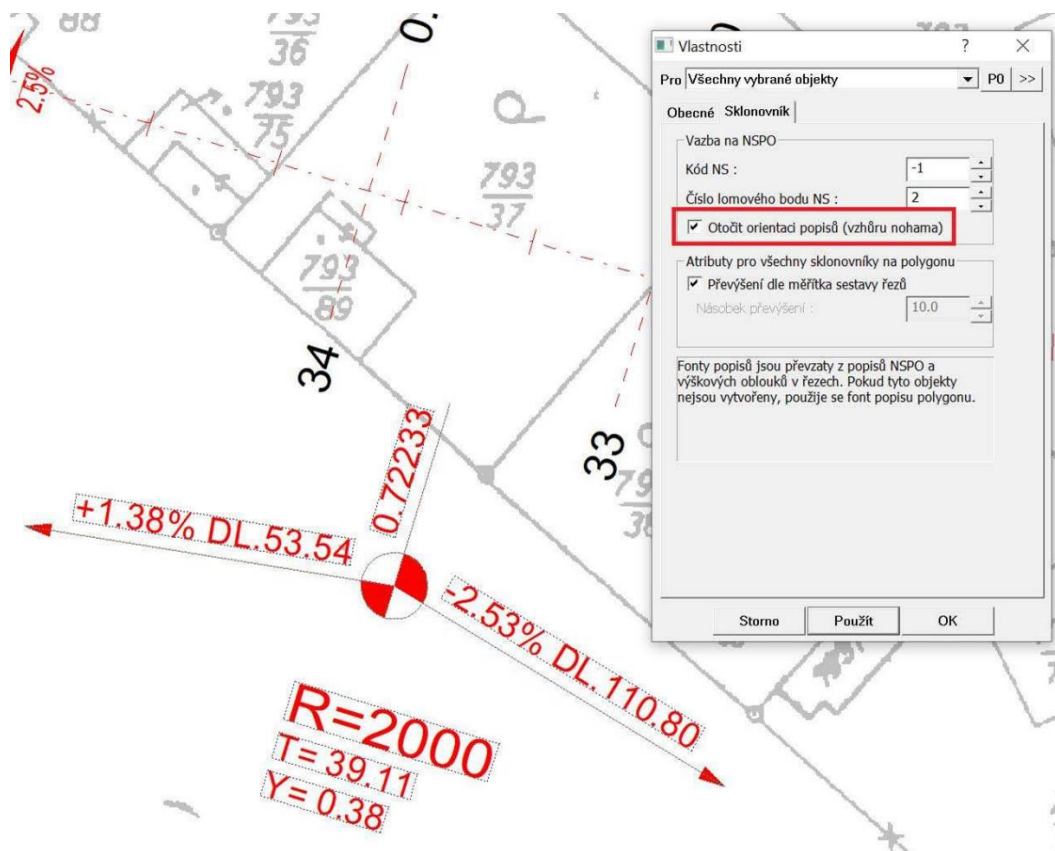 88
793
36
0.
2.5%
793
75
793
37
793
89
34
33
0.72233
+1.38% DL.53.54
-2.53% DL.110.80
R=2000
T= 39.11
Y= 0.38
Vlastnosti
?
Pro Všechny vybrané objekty P0 >>
Obecné Sklonovník
Vazba na NSPO
Kód NS : -1
Číslo lomového bodu NS : 2
Otočit orientaci popisů (vzhůru nohama)
Atributy pro všechny sklonovníky na polygonu
Převýšení dle měřítka sestavy řezů
Násobek převýšení : 10.0
Fonty popisů jsou převzaty z popisů NSPO a
výškových oblouků v řezech. Pokud tyto objekty
nejsou vytvořeny, použije se font popisu polygonu.
Storno Použít OK